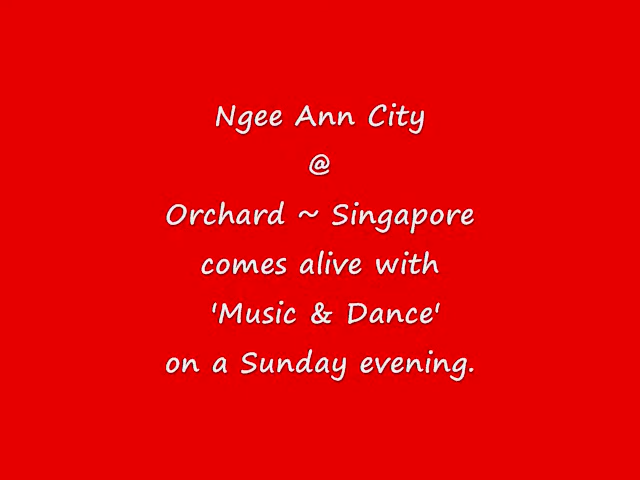 Ngee Ann City
@
Orchard ~ Singapore
comes alive with
'Music & Dance'
on a Sunday evening.